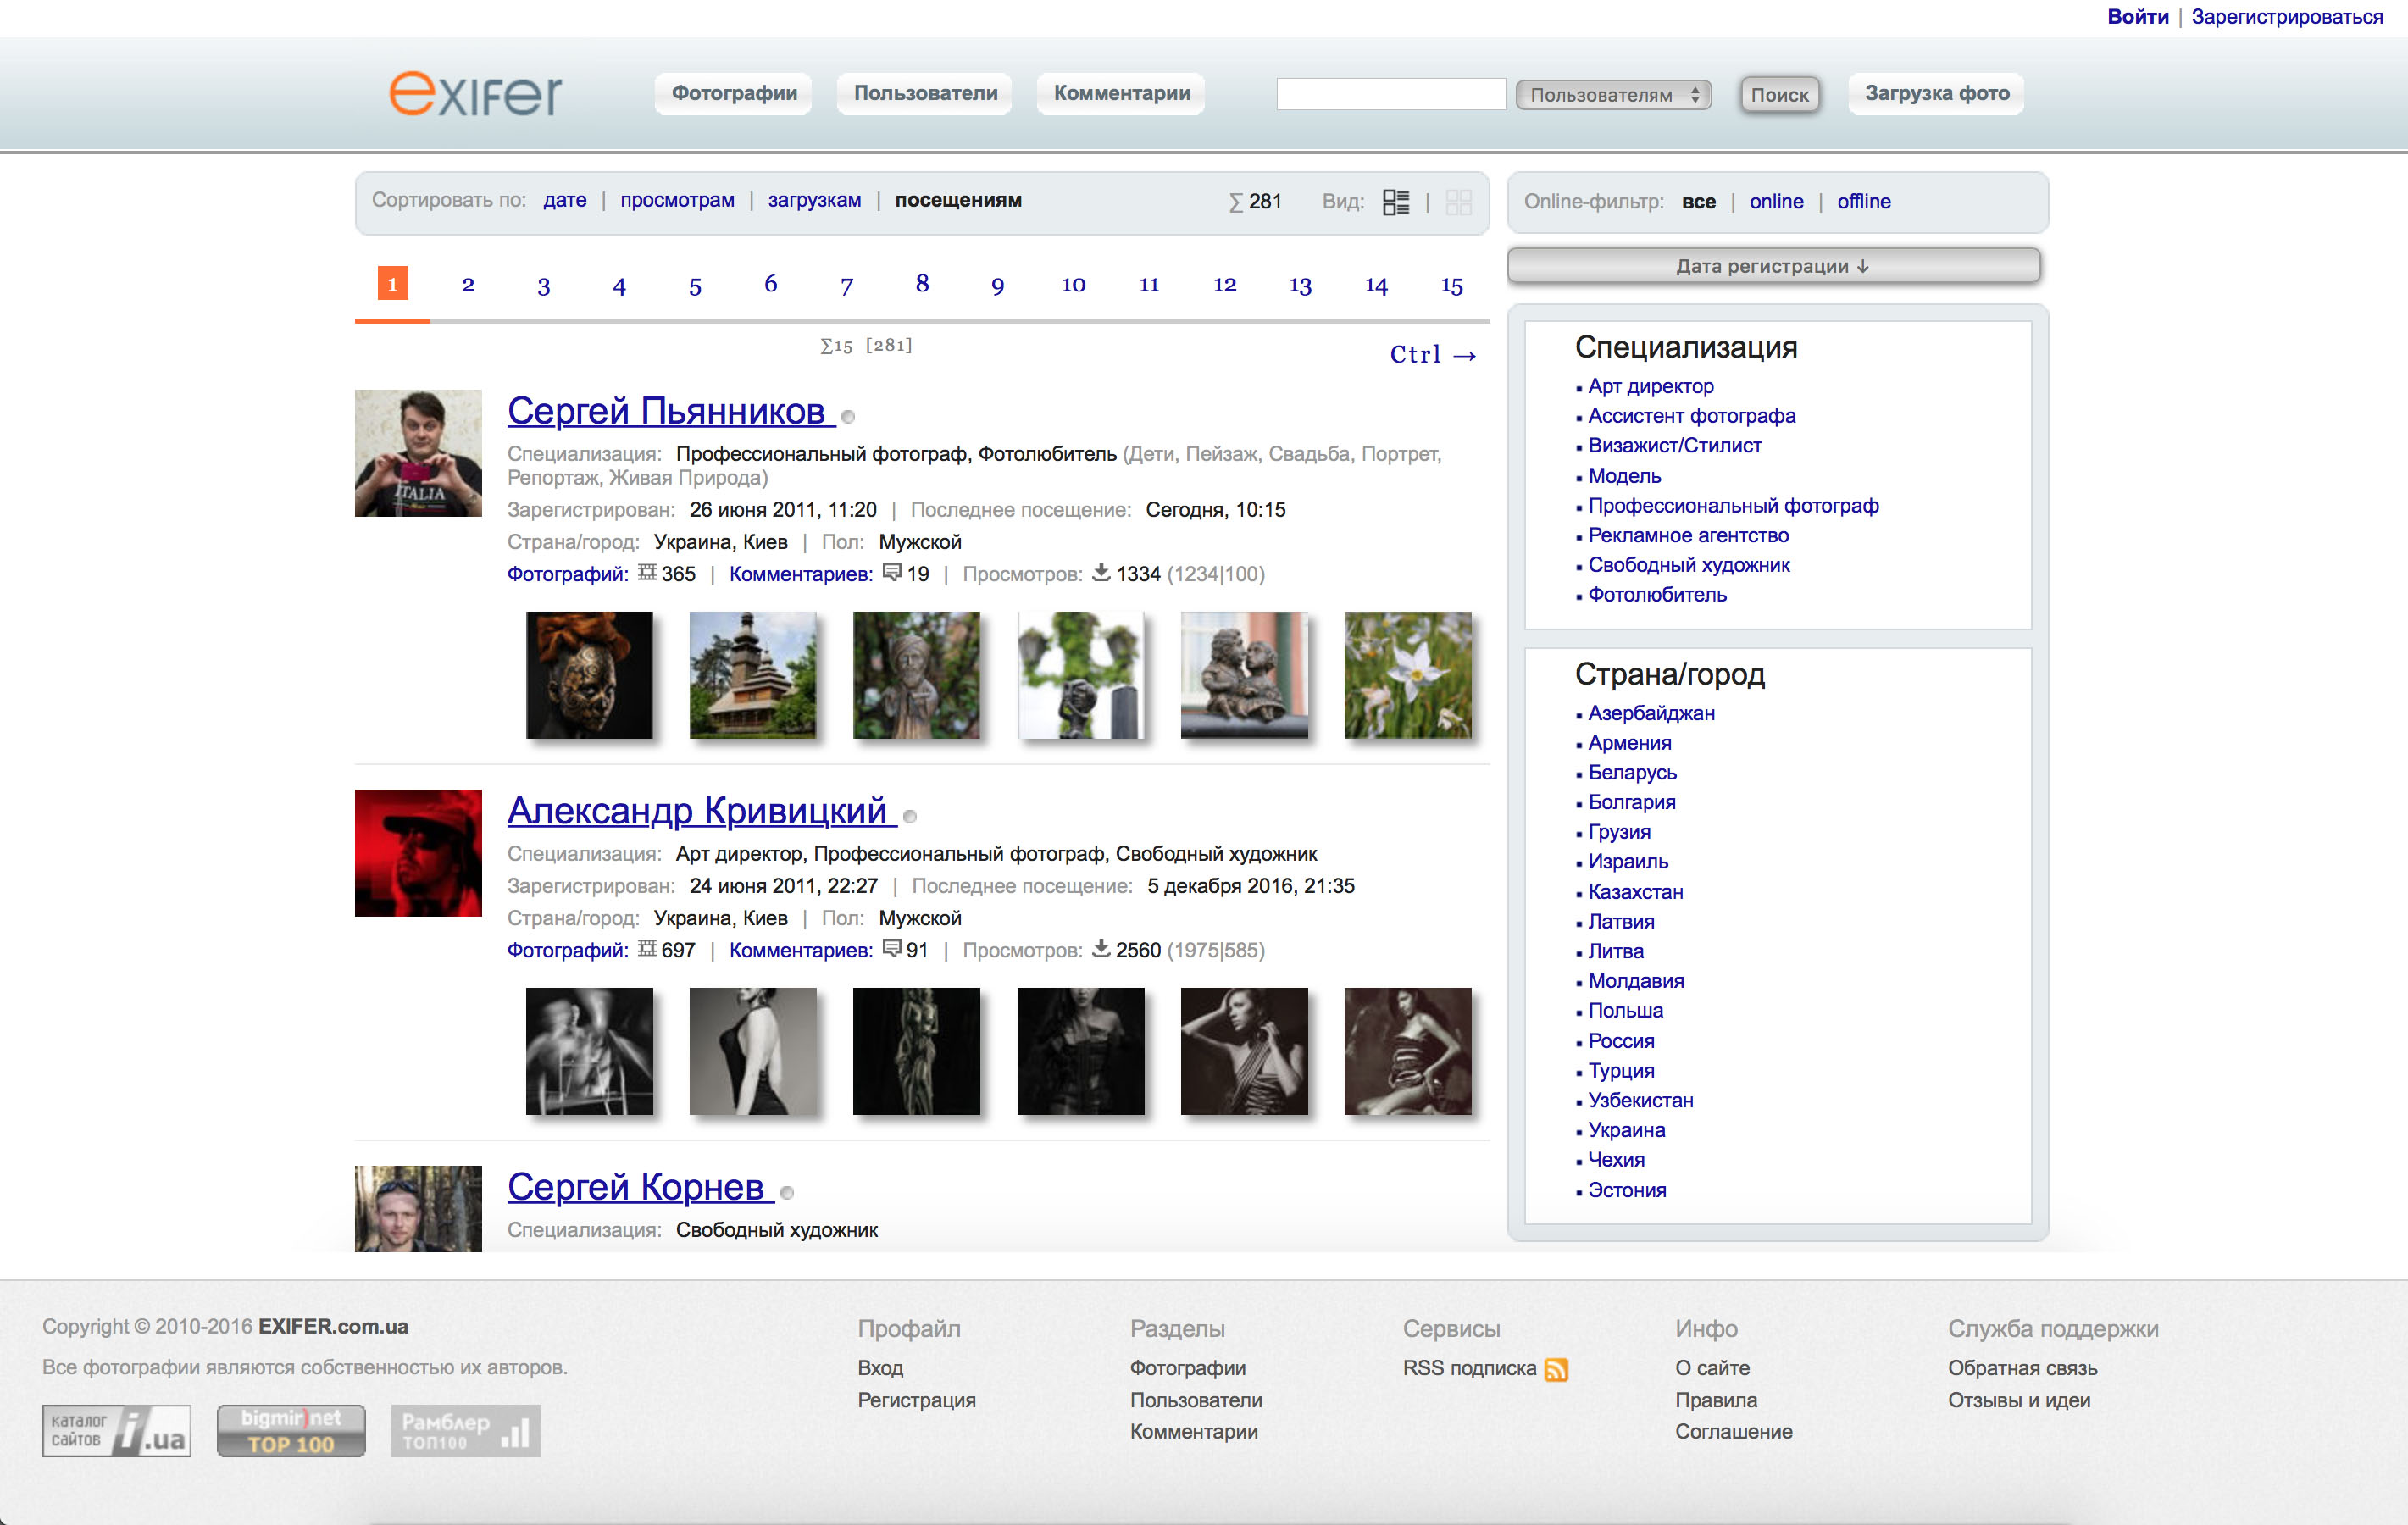 Войти | Зарегистрироваться
exifer
Фотографии
Пользователи
Комментарии
Пользователям
Поиск
Загрузка фото
Сортировать по: дате | просмотрам | загрузкам | посещениям
∑ 281
Вид: |
Online-фильтр: все | online | offline
Дата регистрации ↓
1 2 3 4 5 6 7 8 9 10 11 12 13 14 15
∑15 [281]
Ctrl →
Сергей Пьянников
Специализация: Профессиональный фотограф, Фотолюбитель (Дети, Пейзаж, Свадьба, Портрет,
Репортаж, Живая Природа)
Зарегистрирован: 26 июня 2011, 11:20 | Последнее посещение: Сегодня, 10:15
Страна/город: Украина, Киев | Пол: Мужской
Фотографий: 365 | Комментариев: 19 | Просмотров: 1334 (1234|100)
ITALIA
Александр Кривицкий
Специализация: Арт директор, Профессиональный фотограф, Свободный художник
Зарегистрирован: 24 июня 2011, 22:27 | Последнее посещение: 5 декабря 2016, 21:35
Страна/город: Украина, Киев | Пол: Мужской
Фотографий: 697 | Комментариев: 91 | Просмотров: 2560 (1975|585)
Сергей Корнев
Специализация: Свободный художник
Специализация
Арт директор
Ассистент фотографа
Визажист/Стилист
Модель
Профессиональный фотограф
Рекламное агентство
Свободный художник
Фотолюбитель
Страна/город
Азербайджан
Армения
Беларусь
Болгария
Грузия
Израиль
Казахстан
Латвия
Литва
Молдавия
Польша
Россия
Турция
Узбекистан
Украина
Чехия
Эстония
Copyright © 2010-2016 EXIFER.com.ua
Все фотографии являются собственностью их авторов.
каталог
сайтов i.ua
bigmir)net
TOP 100
Рамблер
ТОП100
Профайл
Вход
Регистрация
Разделы
Фотографии
Пользователи
Комментарии
Сервисы
RSS подписка
Инфо
О сайте
Правила
Соглашение
Служба поддержки
Обратная связь
Отзывы и идеи